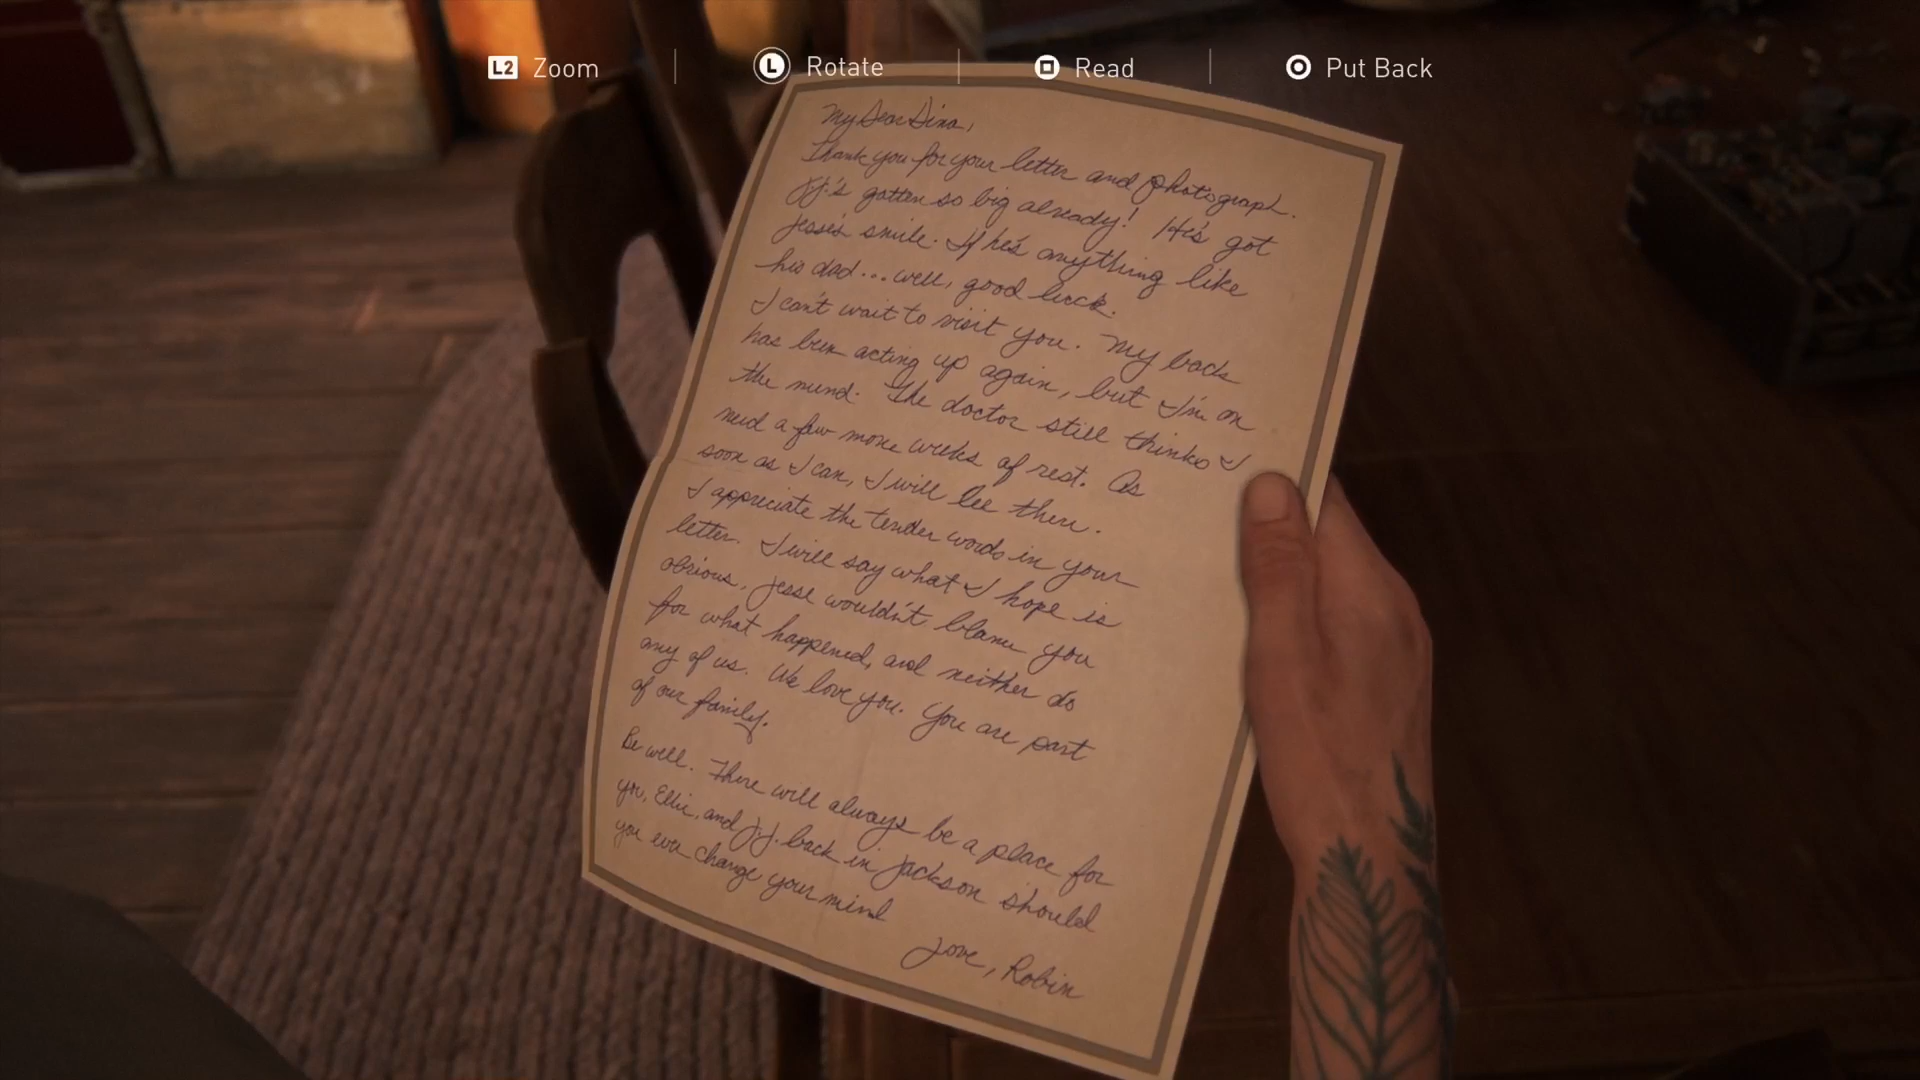 L2 Zoom L Rotate Read Put Back
My Dear Dina,
Thank you for your letter and photograph.
JJ's gotten so big already! He's got
Jesse's smile. If he's anything like
his dad...well, good luck.
I can't wait to visit you. My back
has been acting up again, but I'm on
the mend. The doctor still thinks I
need a few more weeks of rest. As
soon as I can, I will be there.
I appreciate the tender words in your
letter. I will say what I hope is
obvious, Jesse wouldn't blame you
for what happened, and neither do
any of us. We love you. You are part
of our family.
Be well. There will always be a place for
you, Ellie, and J.J. back in Jackson should
you ever change your mind
Love, Robin